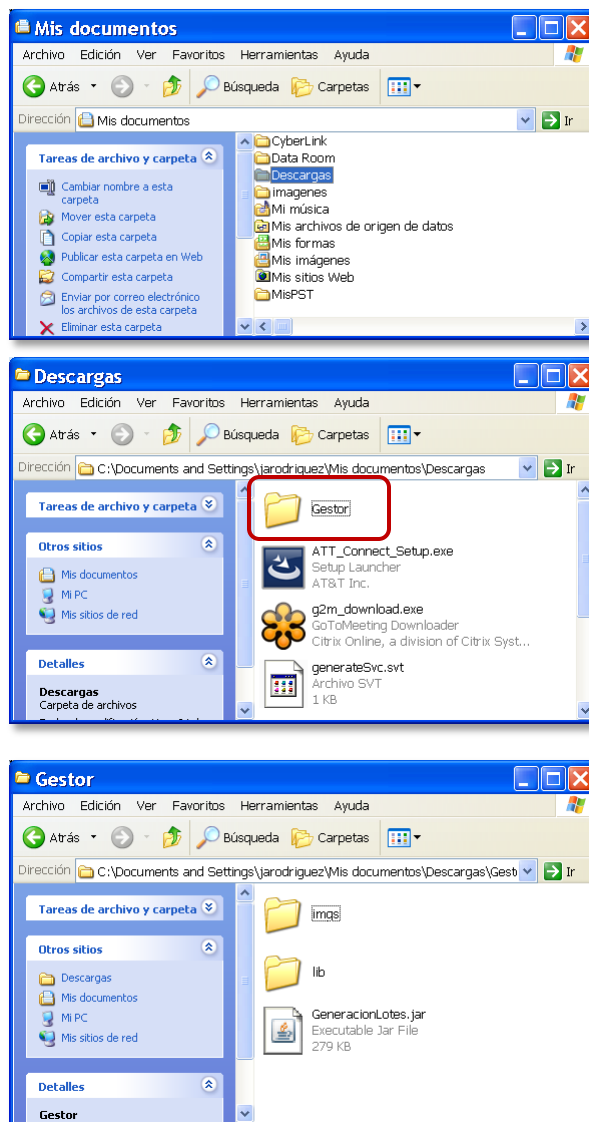 Mis documentos
Archivo Edición Ver Favoritos Herramientas Ayuda
Atrás Búsqueda Carpetas
Dirección Mis documentos Ir
Tareas de archivo y carpeta
Cambiar nombre a esta
carpeta
Mover esta carpeta
Copiar esta carpeta
Publicar esta carpeta en Web
Compartir esta carpeta
Enviar por correo electrónico
los archivos de esta carpeta
Eliminar esta carpeta
CyberLink
Data Room
Descargas
imagenes
Mi música
Mis archivos de origen de datos
Mis formas
Mis imágenes
Mis sitios Web
MisPST
Descargas
Archivo Edición Ver Favoritos Herramientas Ayuda
Atrás Búsqueda Carpetas
Dirección C:\Documents and Settings\jarodriguez\Mis documentos\Descargas Ir
Tareas de archivo y carpeta
Otros sitios
Mis documentos
Mi PC
Mis sitios de red
Detalles
Descargas
Carpeta de archivos
Gestor
ATT_Connect_Setup.exe
Setup Launcher
AT&T Inc.
g2m_download.exe
GoToMeeting Downloader
Citrix Online, a division of Citrix Syst...
generateSvc.svt
Archivo SVT
1 KB
Gestor
Archivo Edición Ver Favoritos Herramientas Ayuda
Atrás Búsqueda Carpetas
Dirección C:\Documents and Settings\jarodriguez\Mis documentos\Descargas\Gest Ir
Tareas de archivo y carpeta
Otros sitios
Descargas
Mis documentos
Mi PC
Mis sitios de red
Detalles
Gestor
imgs
lib
GeneracionLotes.jar
Executable Jar File
279 KB